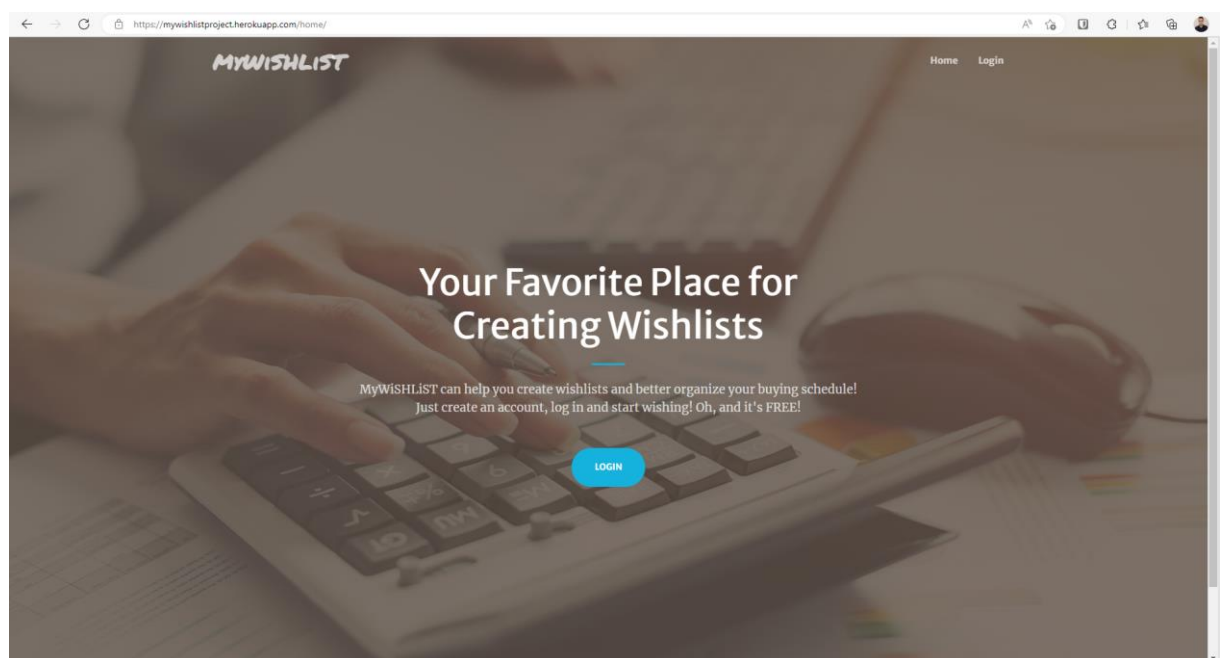 https://mywishlistproject.herokuapp.com/home/
MYWISHLIST
Home Login
Your Favorite Place for
Creating Wishlists
MyWiSHLiST can help you create wishlists and better organize your buying schedule!
Just create an account, log in and start wishing! Oh, and it's FREE!
LOGIN